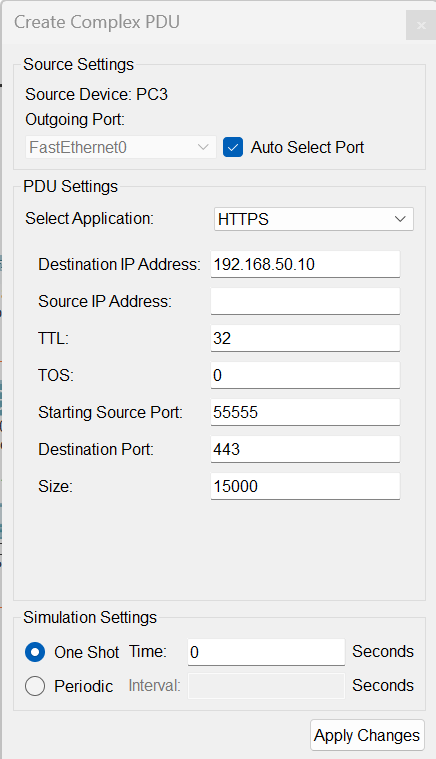 Create Complex PDU
Source Settings
Source Device: PC3
Outgoing Port:
FastEthernet0 Auto Select Port
PDU Settings
Select Application: HTTPS
Destination IP Address: 192.168.50.10
Source IP Address:
TTL: 32
TOS: 0
Starting Source Port: 55555
Destination Port: 443
Size: 15000
Simulation Settings
One Shot Time: 0 Seconds
Periodic Interval: Seconds
Apply Changes